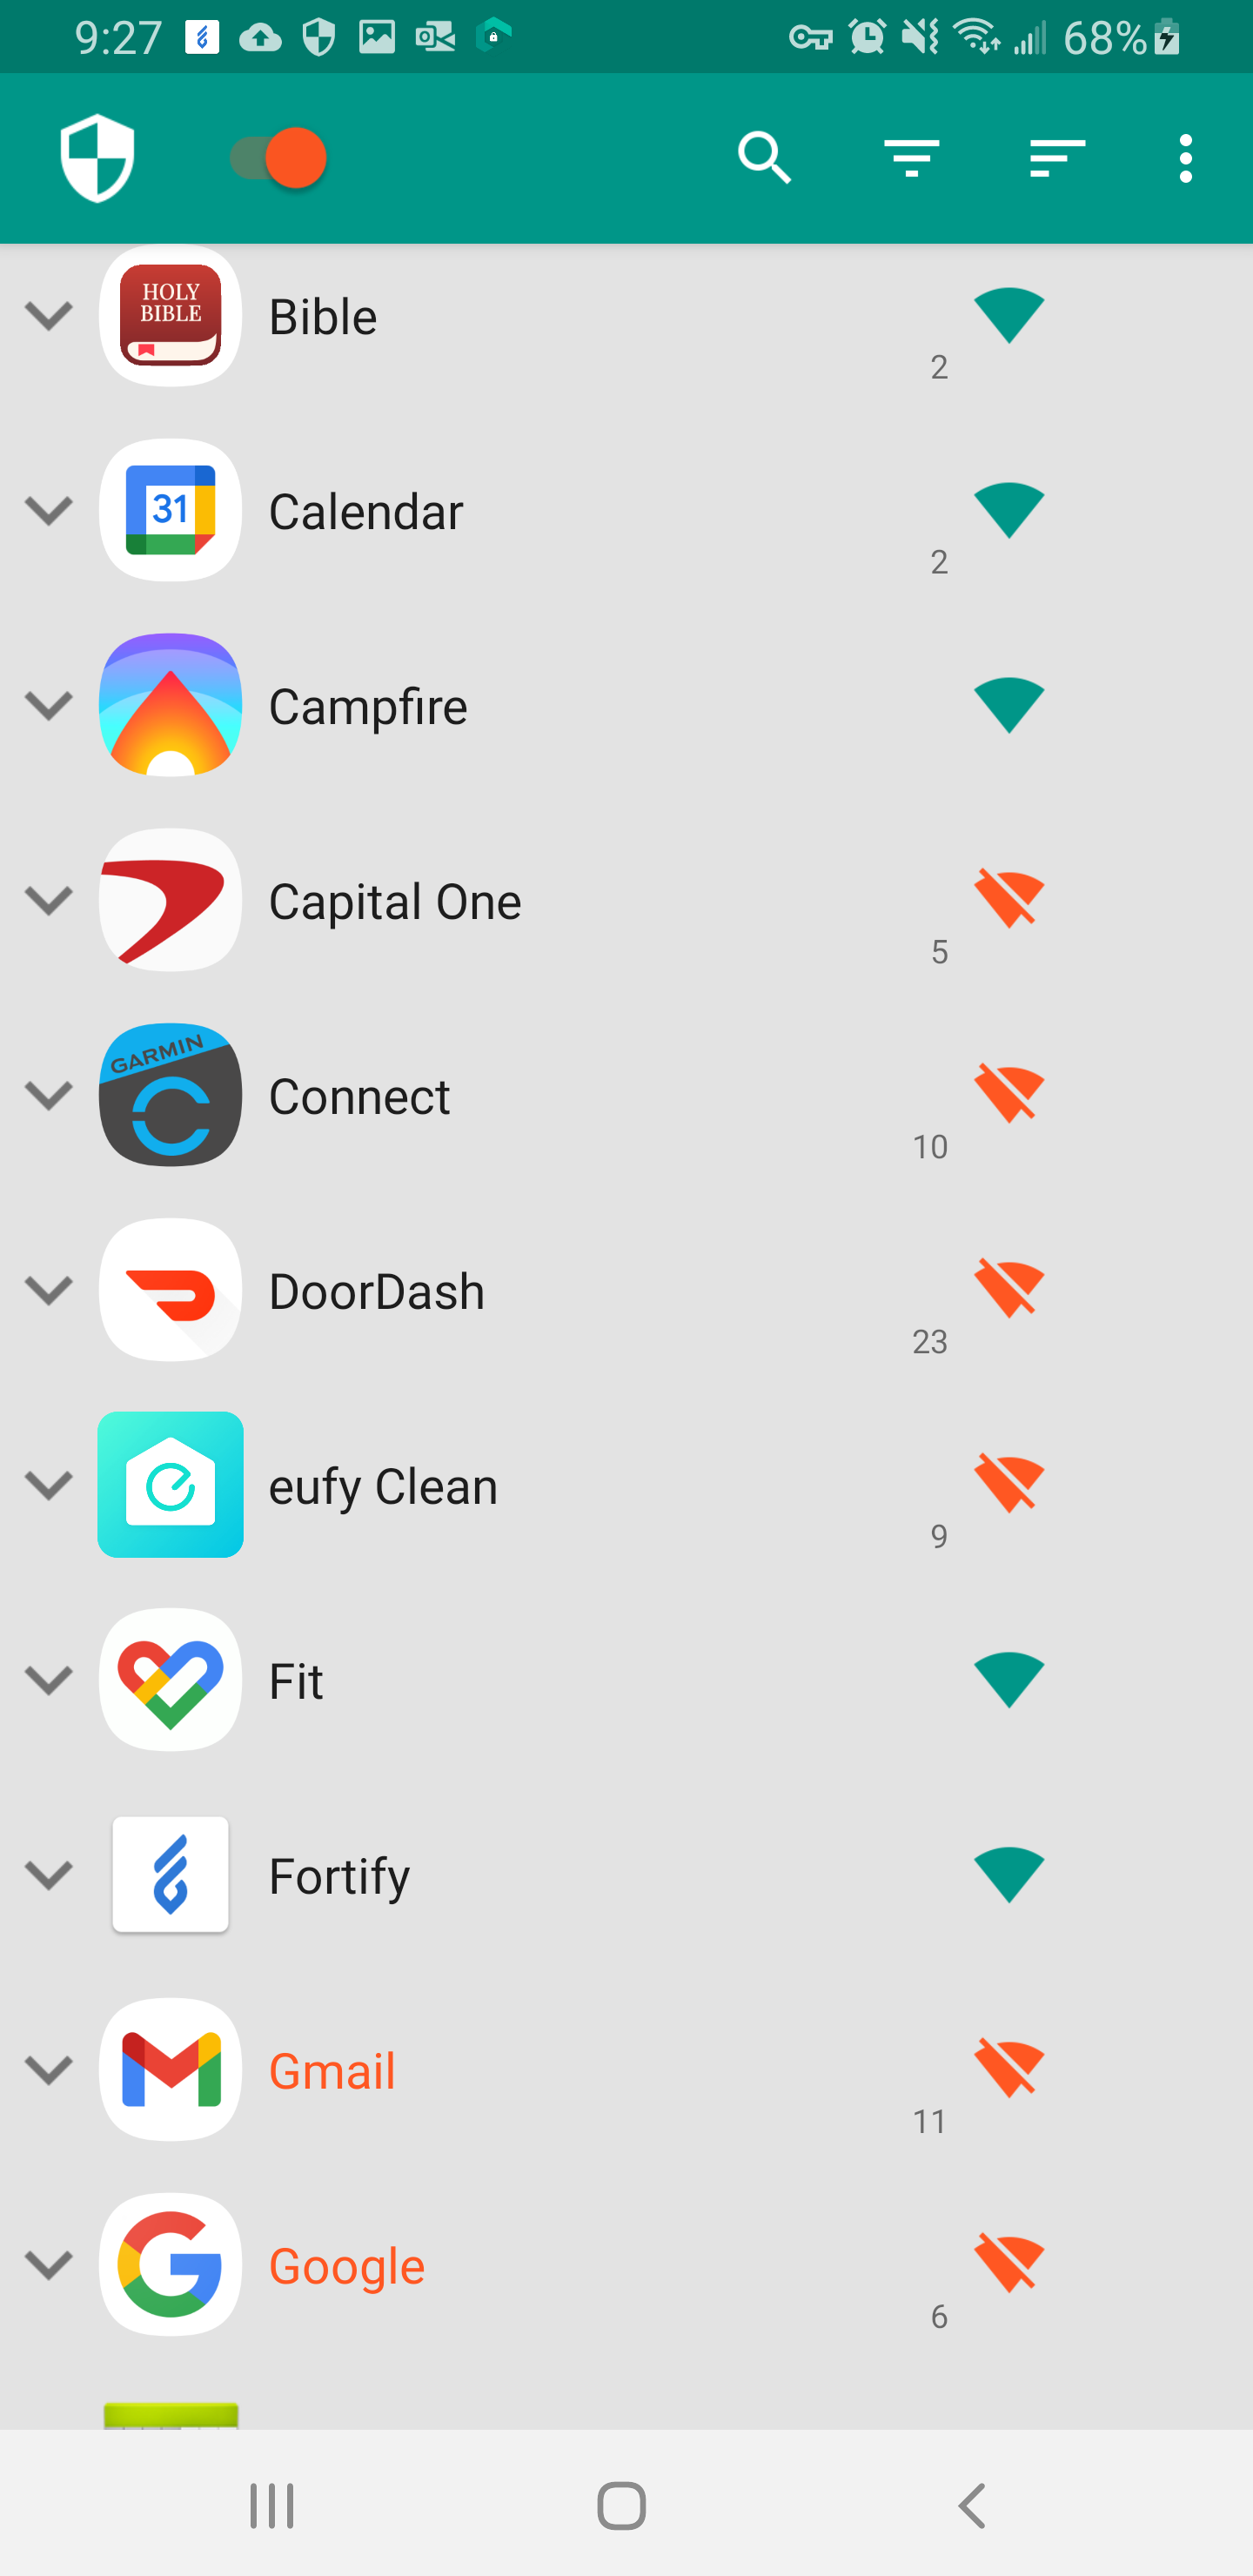 9:27 68%
HOLY
BIBLE
Bible
2
31
Calendar
2
Campfire
Capital One
5
GARMIN
Connect
10
DoorDash
23
eufy Clean
9
Fit
Fortify
Gmail
11
Google
6